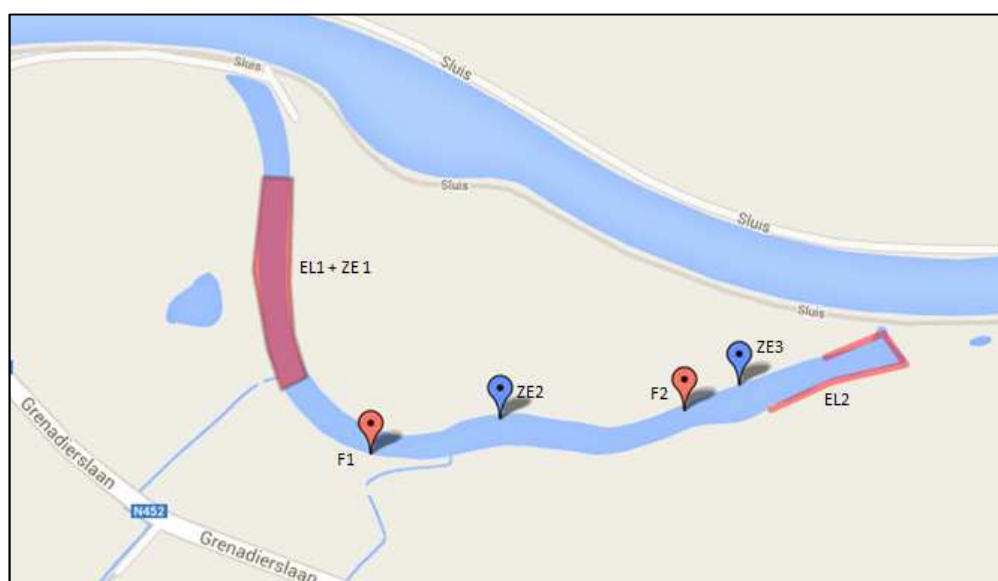 Sluis
Sluis
Sluis
Sluis
EL1 + ZE 1
Sluis
ZE3
ZE2
F2
EL2
F1
Grenadierslaan
N452
Grenadierslaan